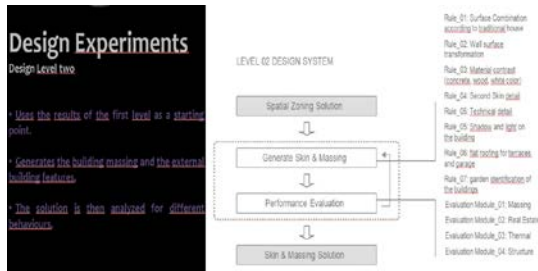 Design Experiments
Design Level two
• Uses the results of the first level as a starting
point.
• Generates the building massing and the external
building features.
• The solution is then analyzed for different
behaviours.
LEVEL 02 DESIGN SYSTEM
Spatial Zoning Solution
Generate Skin & Massing
Performance Evaluation
Skin & Massing Solution
Rule_01: Surface Combination
according to traditional house
Rule_02: Wall surface
transformation
Rule_03: Material contrast
(concrete, wood, white color)
Rule_04: Second Skin detail
Rule_05: Technical detail
Rule_05: Shadow and light on
the building
Rule_06: flat roofing for terraces
and garage
Rule_07: garden identification of
the buildings
Evaluation Module_01: Massing
Evaluation Module_02: Real Estate
Evaluation Module_03: Thermal
Evaluation Module_04: Structure